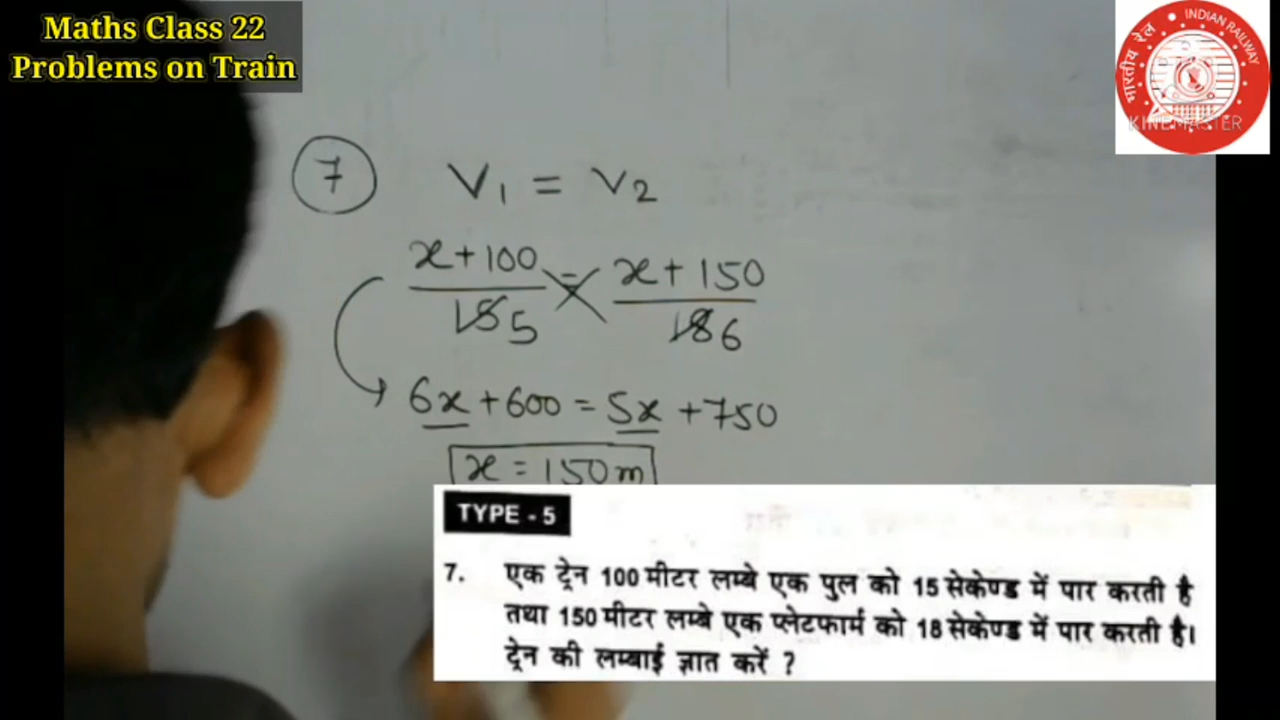 Maths Class 22
Problems on Train
भारतीय रेल
INDIAN RAILWAY
KINEMASTER
7
V₁ = V₂
x+100/15 5 = x+150/18 6
6x+600 = 5x+750
x = 150m
TYPE - 5
7. एक ट्रेन 100 मीटर लम्बे एक पुल को 15 सेकेण्ड में पार करती है
तथा 150 मीटर लम्बे एक प्लेटफार्म को 18 सेकेण्ड में पार करती है।
ट्रेन की लम्बाई ज्ञात करें ?